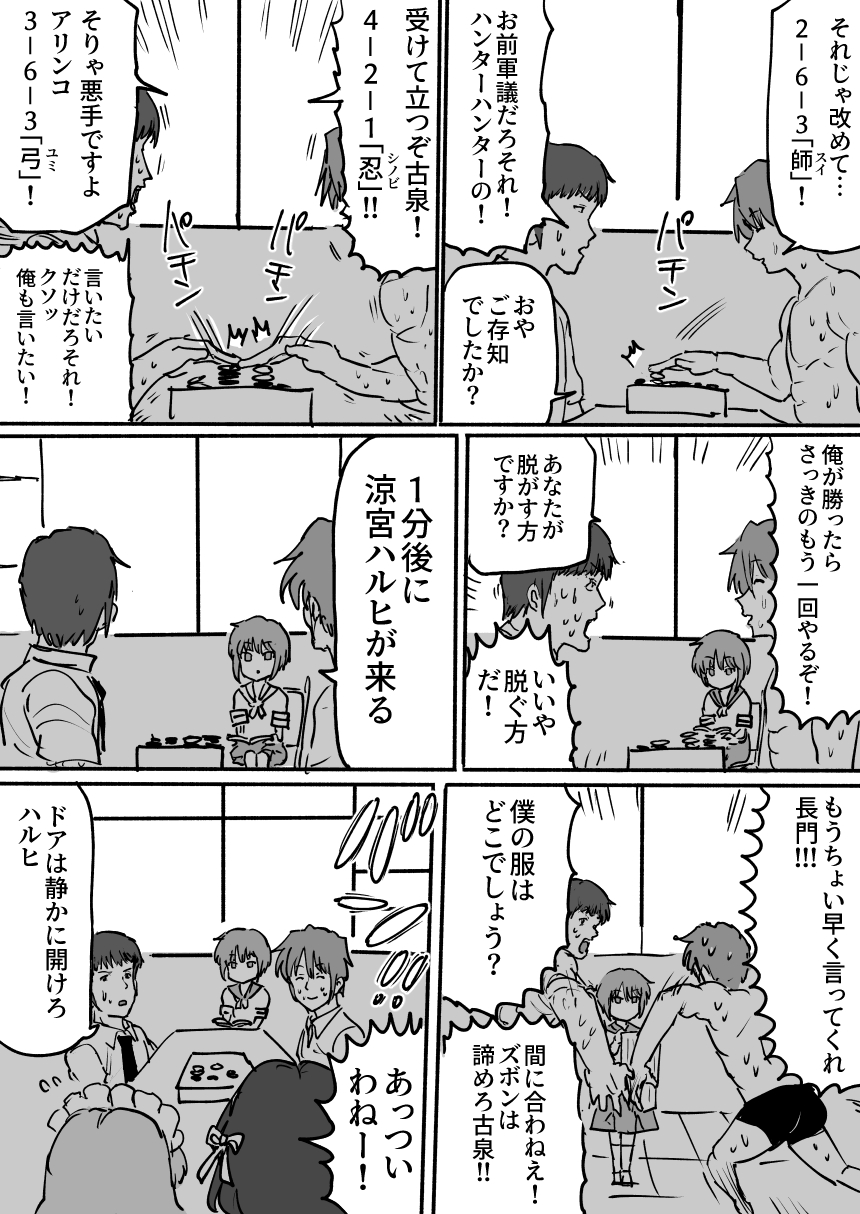 それじゃ改めて…
2-6-3「師」!
スイ
お前軍議だろそれ!
ハンターハンターの!
パチン
おや
ご存知
でしたか?
受けて立つぞ古泉!
4-2-1「忍」!!
シノビ
そりゃ悪手ですよ
アリンコ
3-6-3「弓」!
ユミ
パチン
パチン
言いたい
だけだろそれ!
クソッ
俺も言いたい!
俺が勝ったら
さっきのもう一回やるぞ!
あなたが
脱がす方
ですか?
いいや
脱ぐ方
だ!
1分後に
涼宮ハルヒが来る
もうちょい早く言ってくれ
長門!!!
僕の服は
どこでしょう?
間に合わねえ!
ズボンは
諦めろ古泉!!
バーン
あっつい
わねー!
ドアは静かに開けろ
ハルヒ